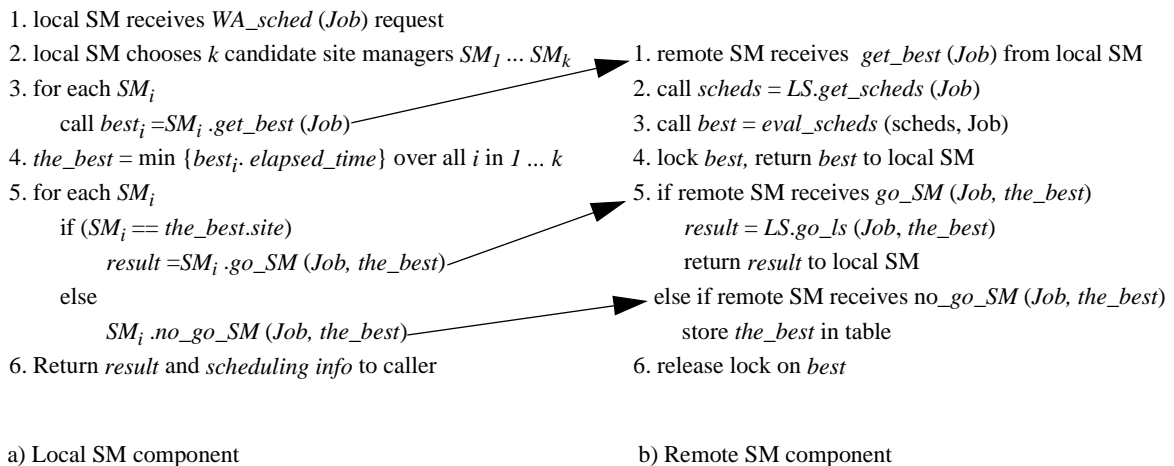 1. local SM receives WA_sched (Job) request
2. local SM chooses k candidate site managers SM1 ... SMk
3. for each SMi
call besti =SMi .get_best (Job)
4. the_best = min {besti. elapsed_time} over all i in 1 ... k
5. for each SMi
if (SMi == the_best.site)
result =SMi .go_SM (Job, the_best)
else
SMi .no_go_SM (Job, the_best)
6. Return result and scheduling info to caller
a) Local SM component
1. remote SM receives get_best (Job) from local SM
2. call scheds = LS.get_scheds (Job)
3. call best = eval_scheds (scheds, Job)
4. lock best, return best to local SM
5. if remote SM receives go_SM (Job, the_best)
result = LS.go_ls (Job, the_best)
return result to local SM
else if remote SM receives no_go_SM (Job, the_best)
store the_best in table
6. release lock on best
b) Remote SM component